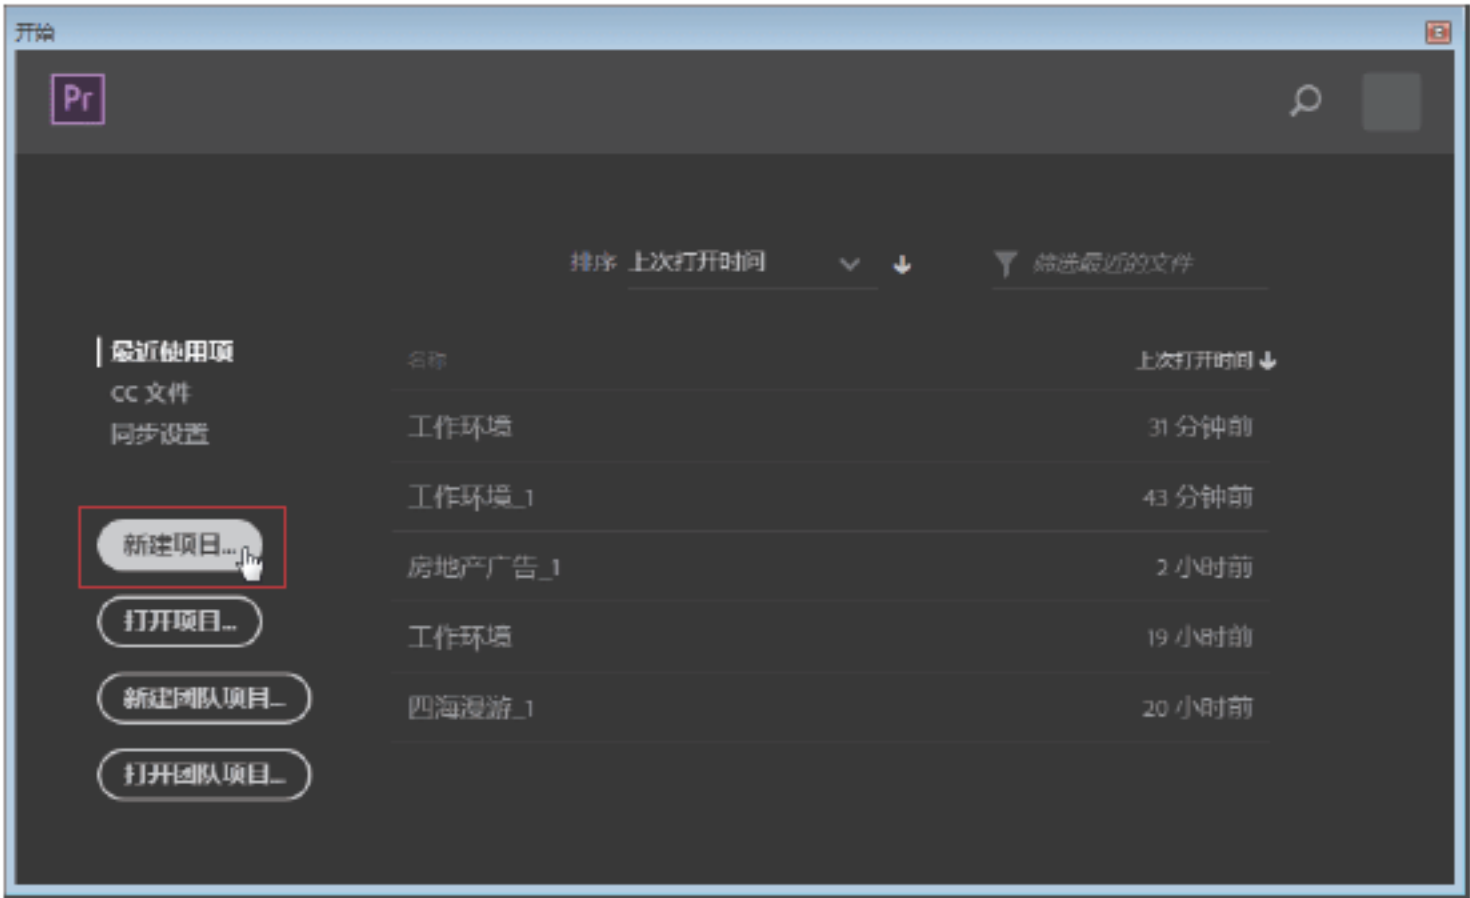 开始
Pr
排序 上次打开时间
筛选最近的文件
最近使用项
CC 文件
同步设置
名称 上次打开时间
工作环境 31 分钟前
工作环境_1 43 分钟前
房地产广告_1 2 小时前
工作环境 19 小时前
四海漫游_1 20 小时前
新建项目...
打开项目...
新建团队项目...
打开团队项目...